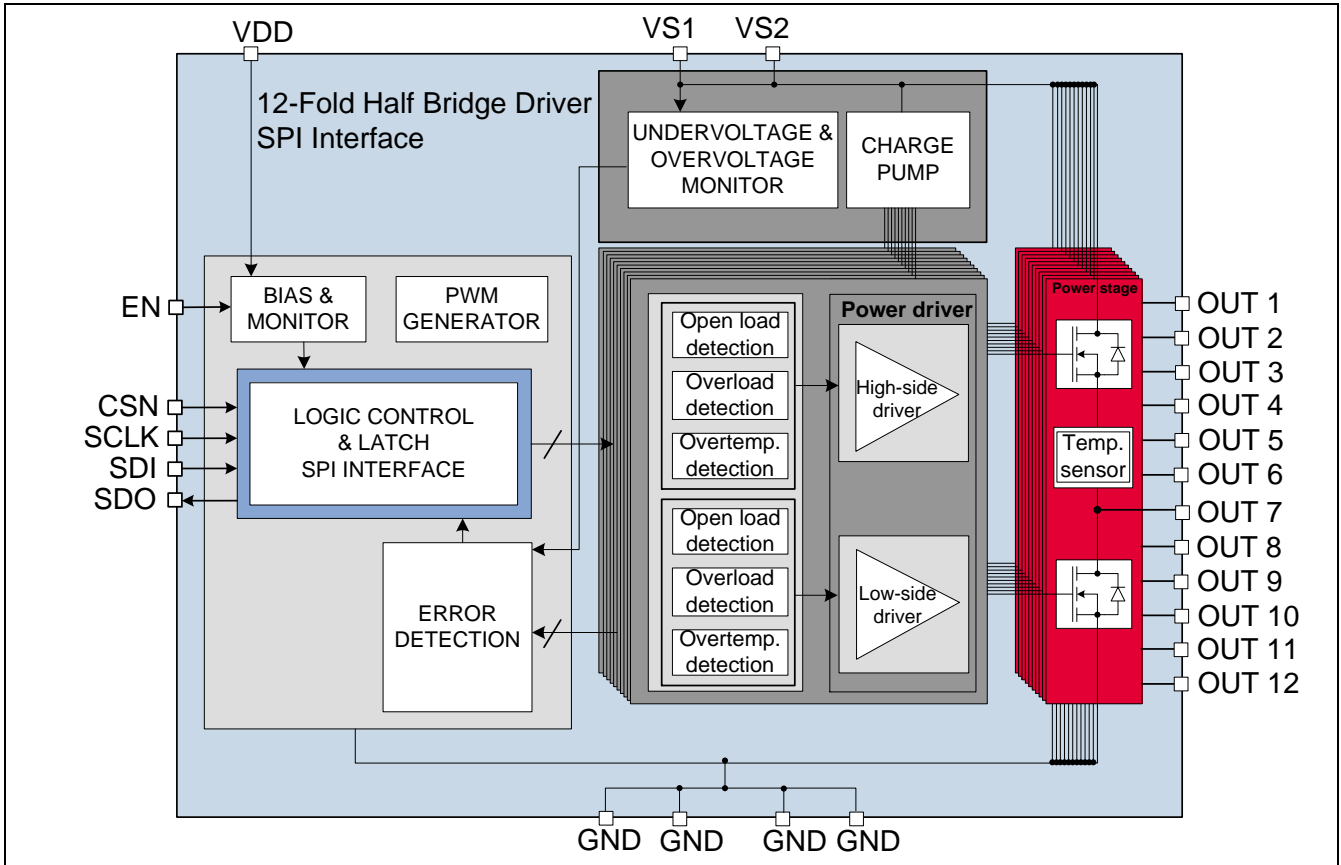 VDD
VS1
VS2
12-Fold Half Bridge Driver
SPI Interface
UNDERVOLTAGE &
OVERVOLTAGE
MONITOR
CHARGE
PUMP
EN
BIAS &
MONITOR
PWM
GENERATOR
CSN
SCLK
SDI
SDO
LOGIC CONTROL
& LATCH
SPI INTERFACE
ERROR
DETECTION
Open load
detection
Overload
detection
Overtemp.
detection
Open load
detection
Overload
detection
Overtemp.
detection
Power driver
High-side
driver
Low-side
driver
Power stage
Temp.
sensor
OUT 1
OUT 2
OUT 3
OUT 4
OUT 5
OUT 6
OUT 7
OUT 8
OUT 9
OUT 10
OUT 11
OUT 12
GND
GND
GND
GND